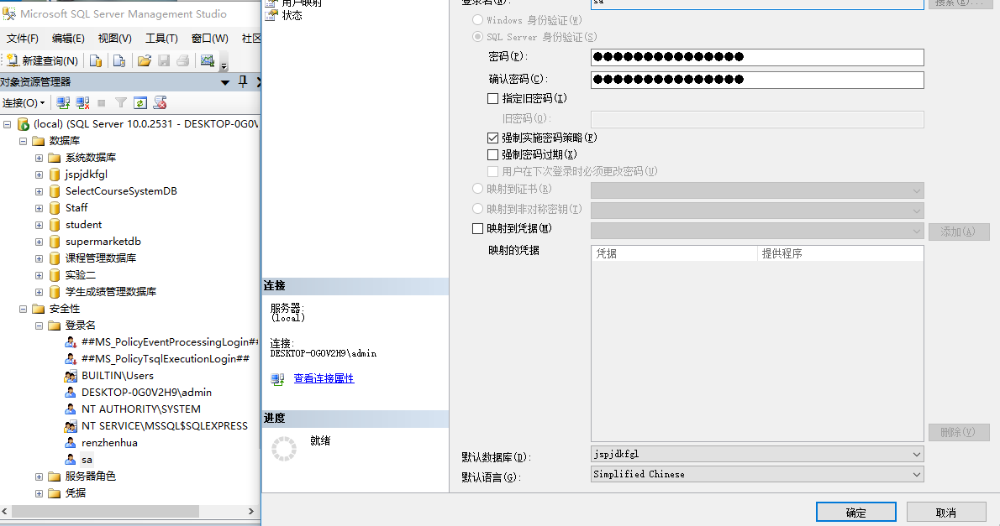 Microsoft SQL Server Management Studio
文件(F) 编辑(E) 视图(V) 工具(T) 窗口(W) 社区
新建查询(N)
对象资源管理器
连接(O)
(local) (SQL Server 10.0.2531 - DESKTOP-0G0V
数据库
系统数据库
jspjdkfgl
SelectCourseSystemDB
Staff
student
supermarketdb
课程管理数据库
实验二
学生成绩管理数据库
安全性
登录名
##MS_PolicyEventProcessingLogin##
##MS_PolicyTsqlExecutionLogin##
BUILTIN\Users
DESKTOP-0G0V2H9\admin
NT AUTHORITY\SYSTEM
NT SERVICE\MSSQL$SQLEXPRESS
renzhenhua
sa
服务器角色
凭据
用户映射
状态
连接
服务器:
(local)
连接:
DESKTOP-0G0V2H9\admin
查看连接属性
进度
就绪
登录名(N): sa 搜索(E)...
Windows 身份验证(W)
SQL Server 身份验证(S)
密码(P): ●●●●●●●●●●●●●●●
确认密码(C): ●●●●●●●●●●●●●●●
指定旧密码(I)
旧密码(O):
强制实施密码策略(F)
强制密码过期(X)
用户在下次登录时必须更改密码(U)
映射到证书(R)
映射到非对称密钥(T)
映射到凭据(M) 添加(A)
映射的凭据 凭据 提供程序
删除(V)
默认数据库(D): jspjdkfgl
默认语言(G): Simplified Chinese
确定 取消